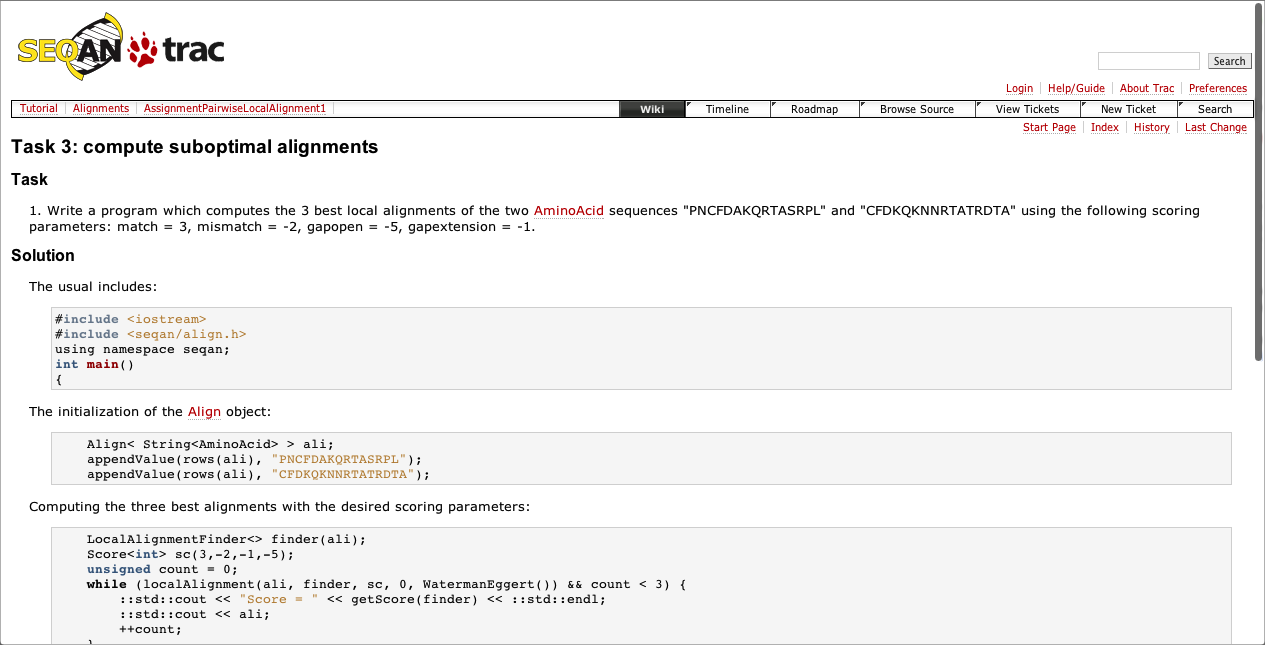 SEQAN trac
Search
Login Help/Guide About Trac Preferences
Tutorial Alignments AssignmentPairwiseLocalAlignment1 Wiki Timeline Roadmap Browse Source View Tickets New Ticket Search
Start Page Index History Last Change
Task 3: compute suboptimal alignments
Task
1. Write a program which computes the 3 best local alignments of the two AminoAcid sequences "PNCFDAKQRTASRPL" and "CFDKQKNNRTATRDTA" using the following scoring
parameters: match = 3, mismatch = -2, gapopen = -5, gapextension = -1.
Solution
The usual includes:
#include <iostream>
#include <seqan/align.h>
using namespace seqan;
int main()
{
The initialization of the Align object:
Align< String<AminoAcid> > ali;
appendValue(rows(ali), "PNCFDAKQRTASRPL");
appendValue(rows(ali), "CFDKQKNNRTATRDTA");
Computing the three best alignments with the desired scoring parameters:
LocalAlignmentFinder<> finder(ali);
Score<int> sc(3,-2,-1,-5);
unsigned count = 0;
while (localAlignment(ali, finder, sc, 0, WatermanEggert()) && count < 3) {
::std::cout << "Score = " << getScore(finder) << ::std::endl;
::std::cout << ali;
++count;
}